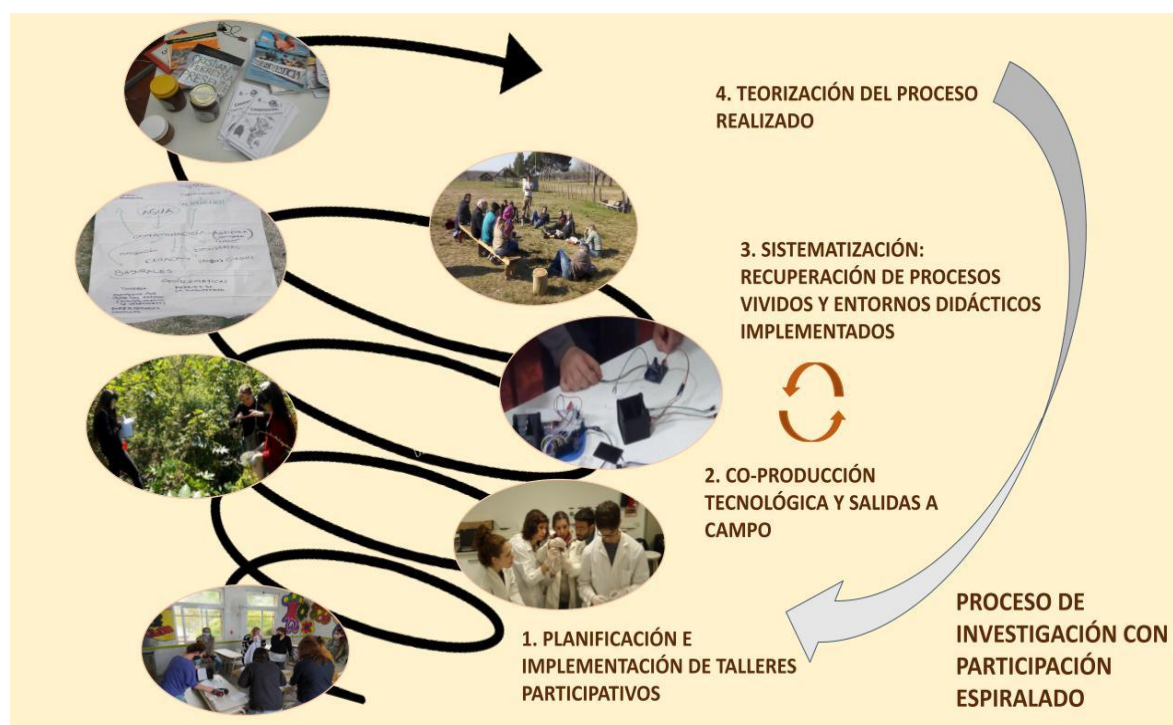 4. TEORIZACIÓN DEL PROCESO
REALIZADO
3. SISTEMATIZACIÓN:
RECUPERACIÓN DE PROCESOS
VIVIDOS Y ENTORNOS DIDÁCTICOS
IMPLEMENTADOS
2. CO-PRODUCCIÓN
TECNOLÓGICA Y SALIDAS A
CAMPO
1. PLANIFICACIÓN E
IMPLEMENTACIÓN DE TALLERES
PARTICIPATIVOS
PROCESO DE
INVESTIGACIÓN CON
PARTICIPACIÓN
ESPIRALADO
AGUA